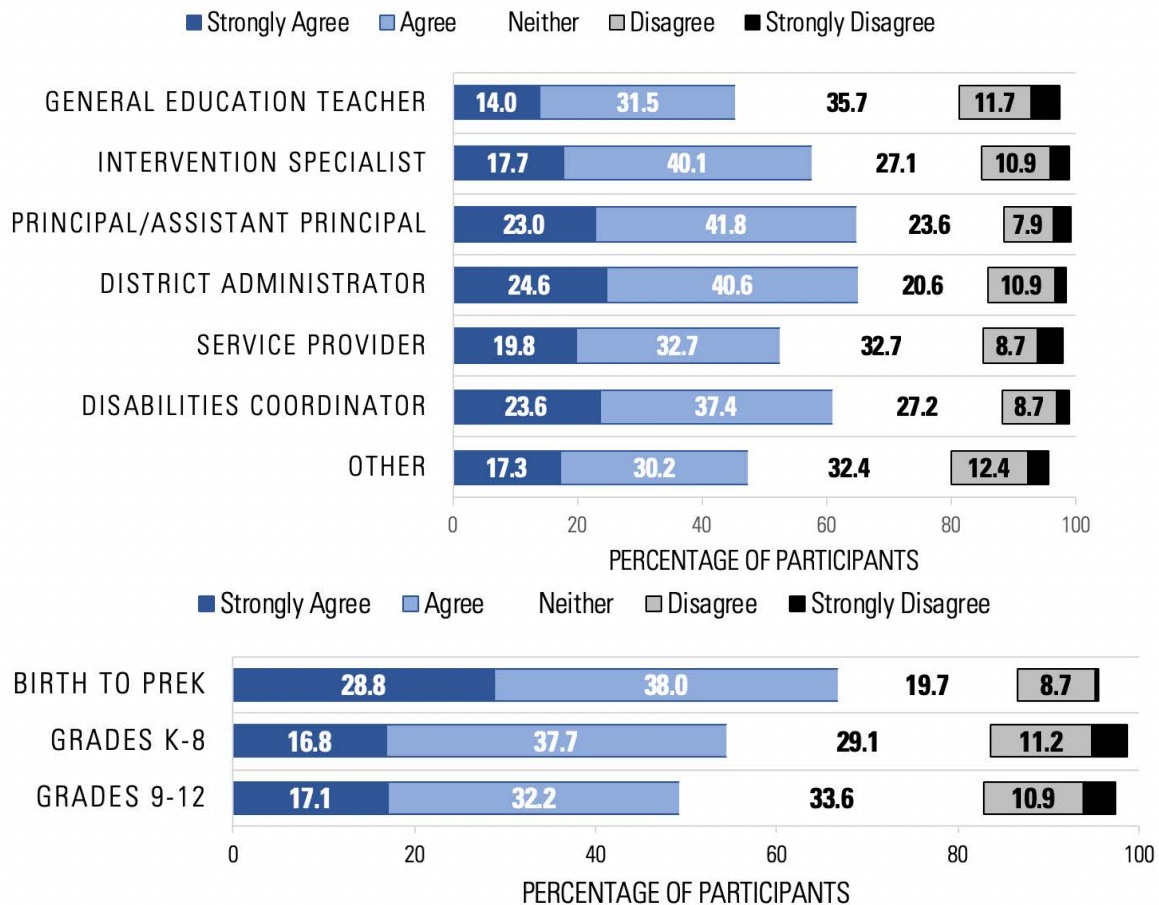 Strongly Agree Agree Neither Disagree Strongly Disagree
GENERAL EDUCATION TEACHER 14.0 31.5 35.7 11.7
INTERVENTION SPECIALIST 17.7 40.1 27.1 10.9
PRINCIPAL/ASSISTANT PRINCIPAL 23.0 41.8 23.6 7.9
DISTRICT ADMINISTRATOR 24.6 40.6 20.6 10.9
SERVICE PROVIDER 19.8 32.7 32.7 8.7
DISABILITIES COORDINATOR 23.6 37.4 27.2 8.7
OTHER 17.3 30.2 32.4 12.4
0 20 40 60 80 100
PERCENTAGE OF PARTICIPANTS
Strongly Agree Agree Neither Disagree Strongly Disagree
BIRTH TO PREK 28.8 38.0 19.7 8.7
GRADES K-8 16.8 37.7 29.1 11.2
GRADES 9-12 17.1 32.2 33.6 10.9
0 20 40 60 80 100
PERCENTAGE OF PARTICIPANTS